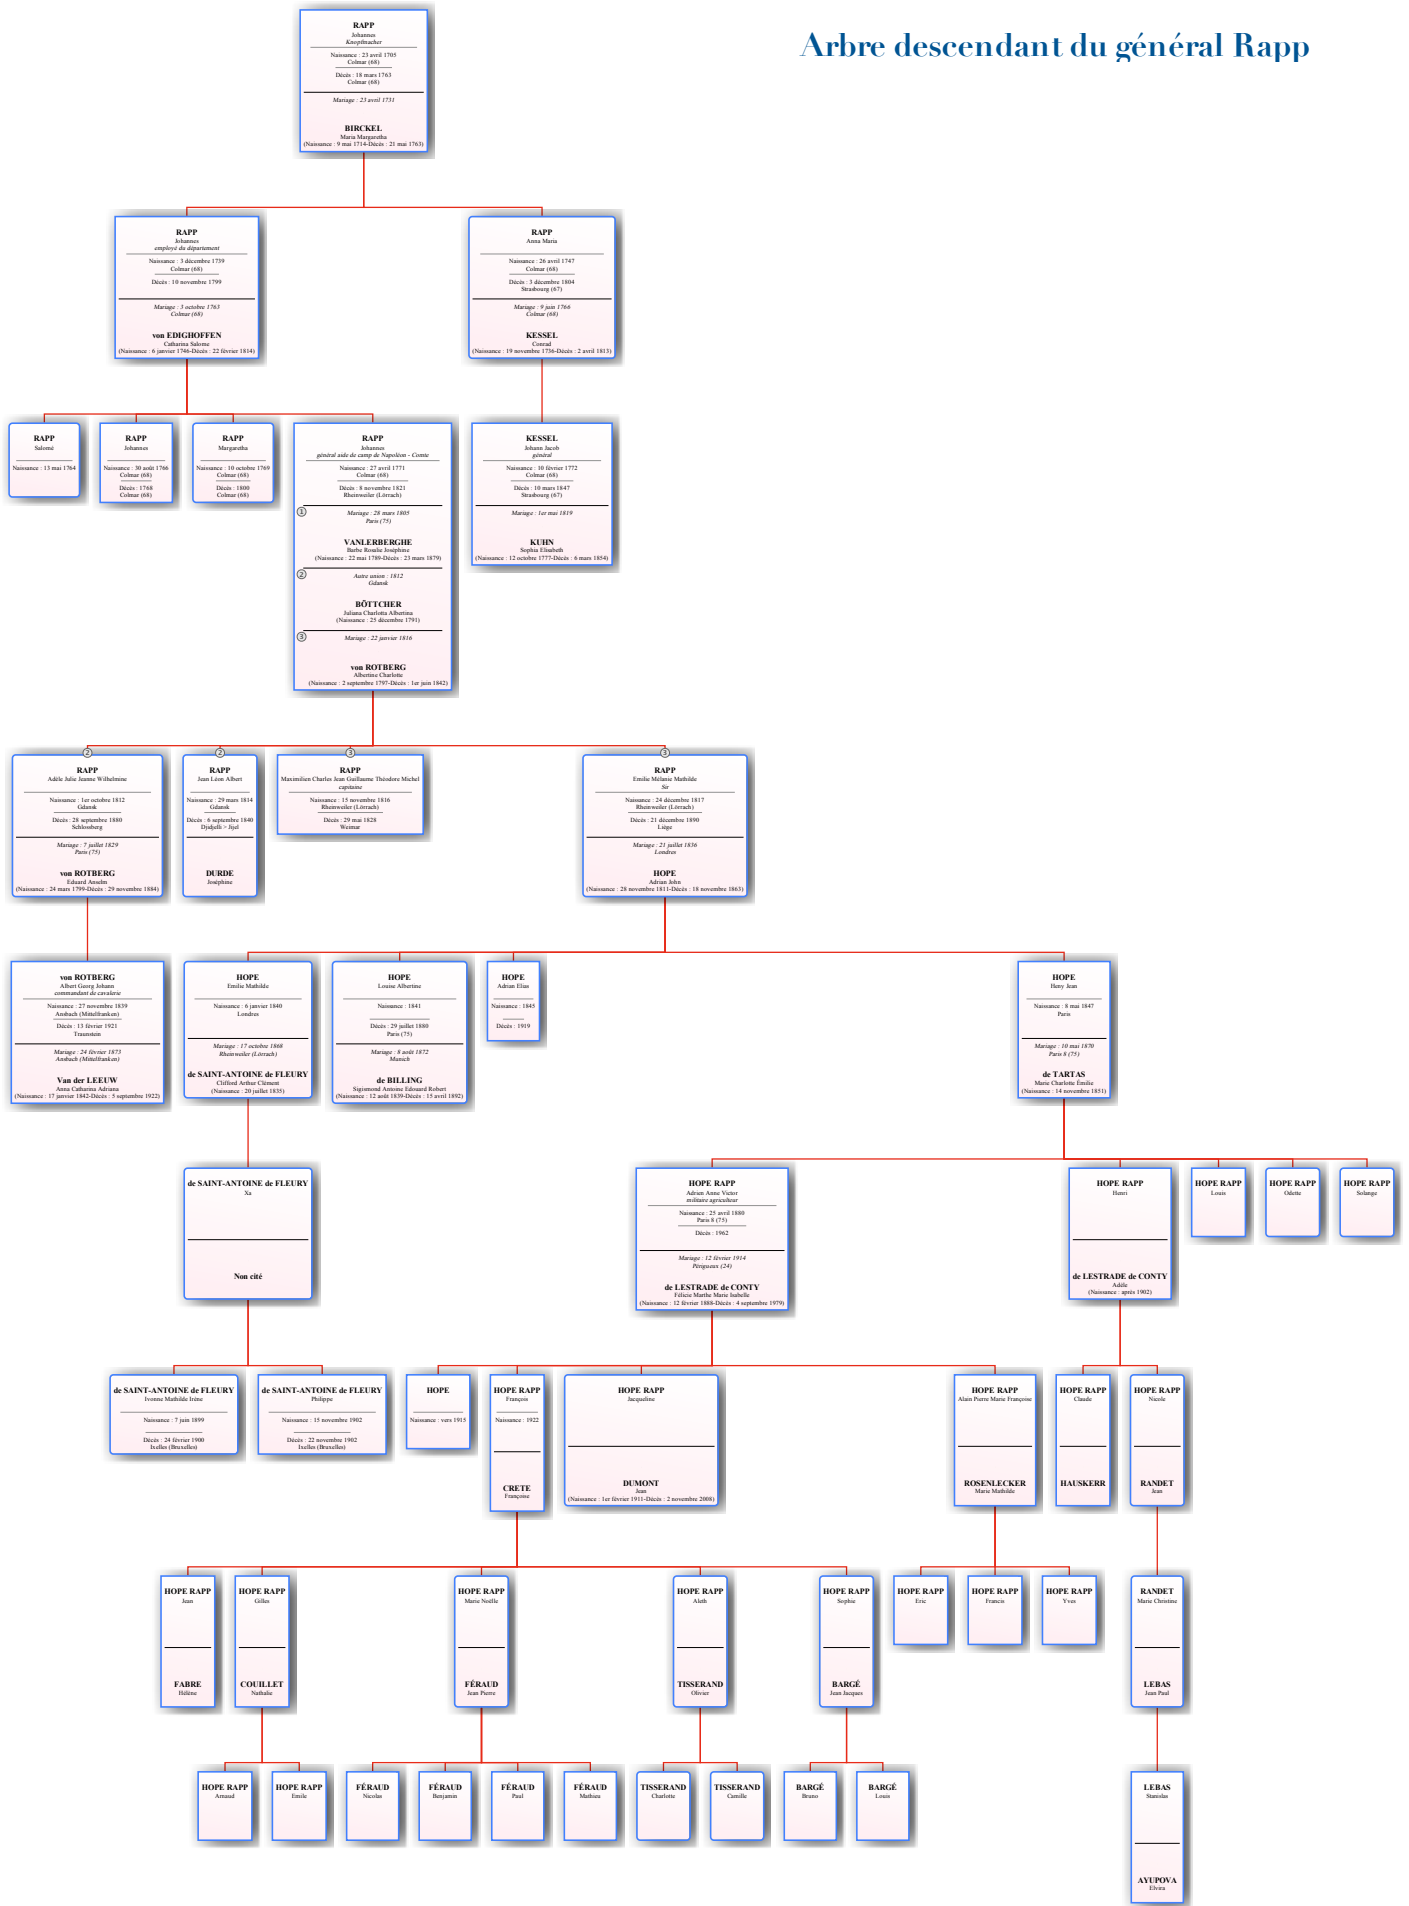 Arbre descendant du général Rapp
RAPP
Johannes
Knopfmacher
Naissance : 23 avril 1705
Colmar (68)
Décès : 18 mars 1763
Colmar (68)
Mariage : 23 avril 1731
BIRCKEL
Maria Margaretha
(Naissance : 9 mai 1714-Décès : 21 mai 1763)
RAPP
Johannes
employé du département
Naissance : 3 décembre 1739
Colmar (68)
Décès : 10 novembre 1799
Mariage : 3 octobre 1763
Colmar (68)
von EDIGHOFFEN
Catharina Salome
(Naissance : 6 janvier 1746-Décès : 22 février 1814)
RAPP
Anna Maria
Naissance : 26 avril 1747
Colmar (68)
Décès : 3 décembre 1804
Strasbourg (67)
Mariage : 9 juin 1766
Colmar (68)
KESSEL
Conrad
(Naissance : 19 novembre 1736-Décès : 2 avril 1813)
RAPP
Salomé
Naissance : 13 mai 1764
RAPP
Johannes
Naissance : 30 août 1766
Colmar (68)
Décès : 1768
Colmar (68)
RAPP
Margaretha
Naissance : 10 octobre 1769
Colmar (68)
Décès : 1800
Colmar (68)
RAPP
Johannes
général aide de camp de Napoléon - Comte
Naissance : 27 avril 1771
Colmar (68)
Décès : 8 novembre 1821
Rheinweiler (Lörrach)
1
Mariage : 28 mars 1805
Paris (75)
VANLERBERGHE
Barbe Rosalie Joséphine
(Naissance : 22 mai 1789-Décès : 23 mars 1879)
2
Autre union : 1812
Gdansk
BÖTTCHER
Juliana Charlotta Albertina
(Naissance : 25 décembre 1791)
3
Mariage : 22 janvier 1816
von ROTBERG
Albertine Charlotte
(Naissance : 2 septembre 1797-Décès : 1er juin 1842)
KESSEL
Johann Jacob
général
Naissance : 10 février 1772
Colmar (68)
Décès : 10 mars 1847
Strasbourg (67)
Mariage : 1er mai 1819
KUHN
Sophia Elisabeth
(Naissance : 12 octobre 1777-Décès : 6 mars 1854)
2
RAPP
Adèle Julie Jeanne Wilhelmine
Naissance : 1er octobre 1812
Gdansk
Décès : 28 septembre 1880
Schlossberg
Mariage : 7 juillet 1829
Paris (75)
von ROTBERG
Eduard Anselm
(Naissance : 24 mars 1799-Décès : 29 novembre 1884)
2
RAPP
Jean Léon Albert
Naissance : 29 mars 1814
Gdansk
Décès : 6 septembre 1840
Djidjelli > Jijel
DURDE
Joséphine
3
RAPP
Maximilien Charles Jean Guillaume Théodore Michel
capitaine
Naissance : 15 novembre 1816
Rheinweiler (Lörrach)
Décès : 29 mai 1828
Weimar
3
RAPP
Emilie Mélanie Mathilde
Sir
Naissance : 24 décembre 1817
Rheinweiler (Lörrach)
Décès : 21 décembre 1890
Liège
Mariage : 21 juillet 1836
Londres
HOPE
Adrian John
(Naissance : 28 novembre 1811-Décès : 18 novembre 1863)
von ROTBERG
Albert Georg Johann
commandant de cavalerie
Naissance : 27 novembre 1839
Ansbach (Mittelfranken)
Décès : 13 février 1921
Traunstein
Mariage : 24 février 1873
Ansbach (Mittelfranken)
Van der LEEUW
Anna Catharina Adriana
(Naissance : 17 janvier 1842-Décès : 5 septembre 1922)
HOPE
Emilie Mathilde
Naissance : 6 janvier 1840
Londres
Mariage : 17 octobre 1868
Rheinweiler (Lörrach)
de SAINT-ANTOINE de FLEURY
Clifford Arthur Clément
(Naissance : 20 juillet 1835)
HOPE
Louise Albertine
Naissance : 1841
Décès : 29 juillet 1880
Paris (75)
Mariage : 8 août 1872
Munich
de BILLING
Sigismond Antoine Edouard Robert
(Naissance : 12 août 1839-Décès : 15 avril 1892)
HOPE
Adrian Elias
Naissance : 1845
Décès : 1919
HOPE
Heny Jean
Naissance : 8 mai 1847
Paris
Mariage : 10 mai 1870
Paris 8 (75)
de TARTAS
Marie Charlotte Émilie
(Naissance : 14 novembre 1851)
de SAINT-ANTOINE de FLEURY
Xa
Non cité
HOPE RAPP
Adrien Anne Victor
militaire agriculteur
Naissance : 25 avril 1880
Paris 8 (75)
Décès : 1962
Mariage : 12 février 1914
Périgueux (24)
de LESTRADE de CONTY
Félicie Marthe Marie Isabelle
(Naissance : 12 février 1888-Décès : 4 septembre 1979)
HOPE RAPP
Henri
de LESTRADE de CONTY
Adèle
(Naissance : après 1902)
HOPE RAPP
Louis
HOPE RAPP
Odette
HOPE RAPP
Solange
de SAINT-ANTOINE de FLEURY
Ivonne Mathilde Irène
Naissance : 7 juin 1899
Décès : 24 février 1900
Ixelles (Bruxelles)
de SAINT-ANTOINE de FLEURY
Philippe
Naissance : 15 novembre 1902
Décès : 22 novembre 1902
Ixelles (Bruxelles)
HOPE
Naissance : vers 1915
HOPE RAPP
François
Naissance : 1922
CRETE
Françoise
HOPE RAPP
Jacqueline
DUMONT
Jean
(Naissance : 1er février 1911-Décès : 2 novembre 2008)
HOPE RAPP
Alain Pierre Marie Françoise
ROSENLECKER
Marie Mathilde
HOPE RAPP
Claude
HAUSKERR
HOPE RAPP
Nicole
RANDET
Jean
HOPE RAPP
Jean
FABRE
Hélène
HOPE RAPP
Gilles
COUILLET
Nathalie
HOPE RAPP
Marie Noëlle
FÉRAUD
Jean Pierre
HOPE RAPP
Aleth
TISSERAND
Olivier
HOPE RAPP
Sophie
BARGÉ
Jean Jacques
HOPE RAPP
Eric
HOPE RAPP
Francis
HOPE RAPP
Yves
RANDET
Marie Christine
LEBAS
Jean Paul
HOPE RAPP
Arnaud
HOPE RAPP
Emile
FÉRAUD
Nicolas
FÉRAUD
Benjamin
FÉRAUD
Paul
FÉRAUD
Mathieu
TISSERAND
Charlotte
TISSERAND
Camille
BARGÉ
Bruno
BARGÉ
Louis
LEBAS
Stanislas
AYUPOVA
Elvira